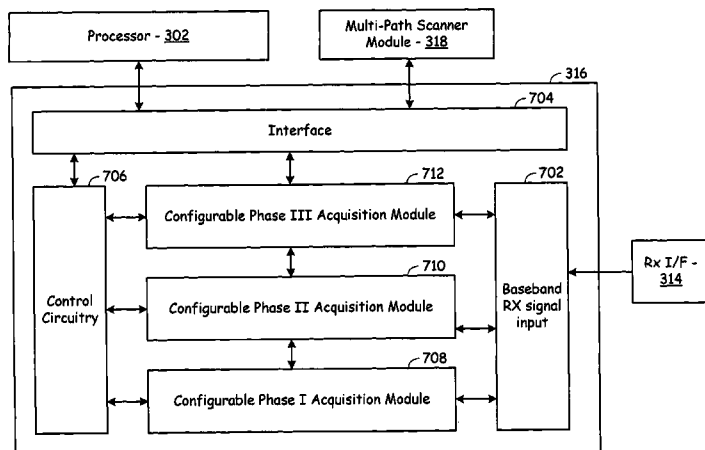 Processor - 302
Multi-Path Scanner
Module - 318
316
704
Interface
706
712
702
Configurable Phase III Acquisition Module
710
Rx I/F -
314
Control
Circuitry
Configurable Phase II Acquisition Module
Baseband
RX signal
input
708
Configurable Phase I Acquisition Module